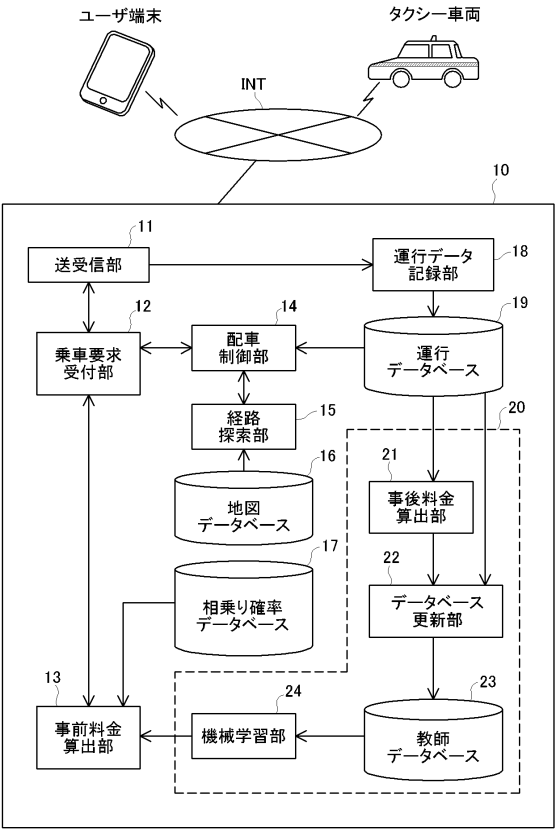 ユーザ端末
タクシー車両
INT
10
11
送受信部
運行データ
記録部
18
12
乗車要求
受付部
14
配車
制御部
19
運行
データベース
15
経路
探索部
20
16
地図
データベース
21
事後料金
算出部
17
相乗り確率
データベース
22
データベース
更新部
13
事前料金
算出部
24
機械学習部
23
教師
データベース